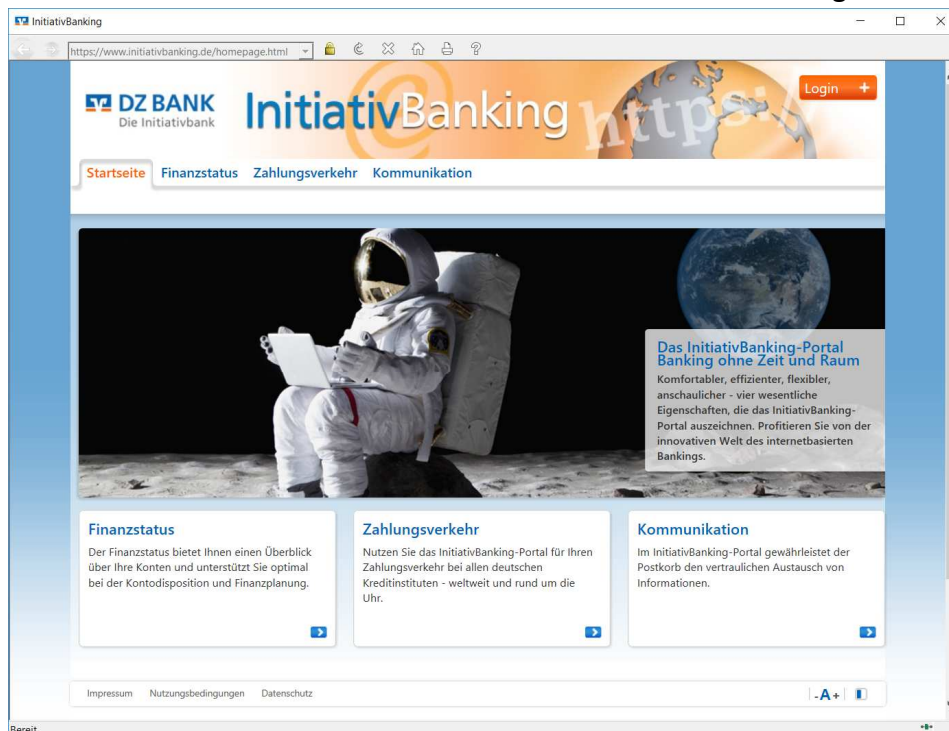 InitiativBanking
https://www.initiativbanking.de/homepage.html
DZ BANK
Die Initiativbank
InitiativBanking
@
https://
Login +
Startseite Finanzstatus Zahlungsverkehr Kommunikation
Das InitiativBanking-Portal
Banking ohne Zeit und Raum
Komfortabler, effizienter, flexibler,
anschaulicher - vier wesentliche
Eigenschaften, die das InitiativBanking-
Portal auszeichnen. Profitieren Sie von der
innovativen Welt des internetbasierten
Bankings.
Finanzstatus
Der Finanzstatus bietet Ihnen einen Überblick
über Ihre Konten und unterstützt Sie optimal
bei der Kontodisposition und Finanzplanung.
Zahlungsverkehr
Nutzen Sie das InitiativBanking-Portal für Ihren
Zahlungsverkehr bei allen deutschen
Kreditinstituten - weltweit und rund um die
Uhr.
Kommunikation
Im InitiativBanking-Portal gewährleistet der
Postkorb den vertraulichen Austausch von
Informationen.
Impressum Nutzungsbedingungen Datenschutz
-A+
Bereit